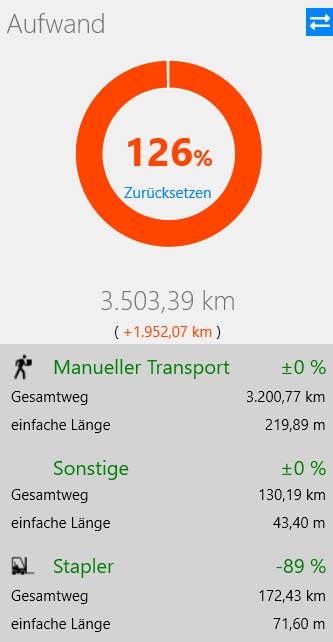 Aufwand
126%
Zurücksetzen
3.503,39 km
( +1.952,07 km )
Manueller Transport ±0 %
Gesamtweg 3.200,77 km
einfache Länge 219,89 m
Sonstige ±0 %
Gesamtweg 130,19 km
einfache Länge 43,40 m
Stapler -89 %
Gesamtweg 172,43 km
einfache Länge 71,60 m